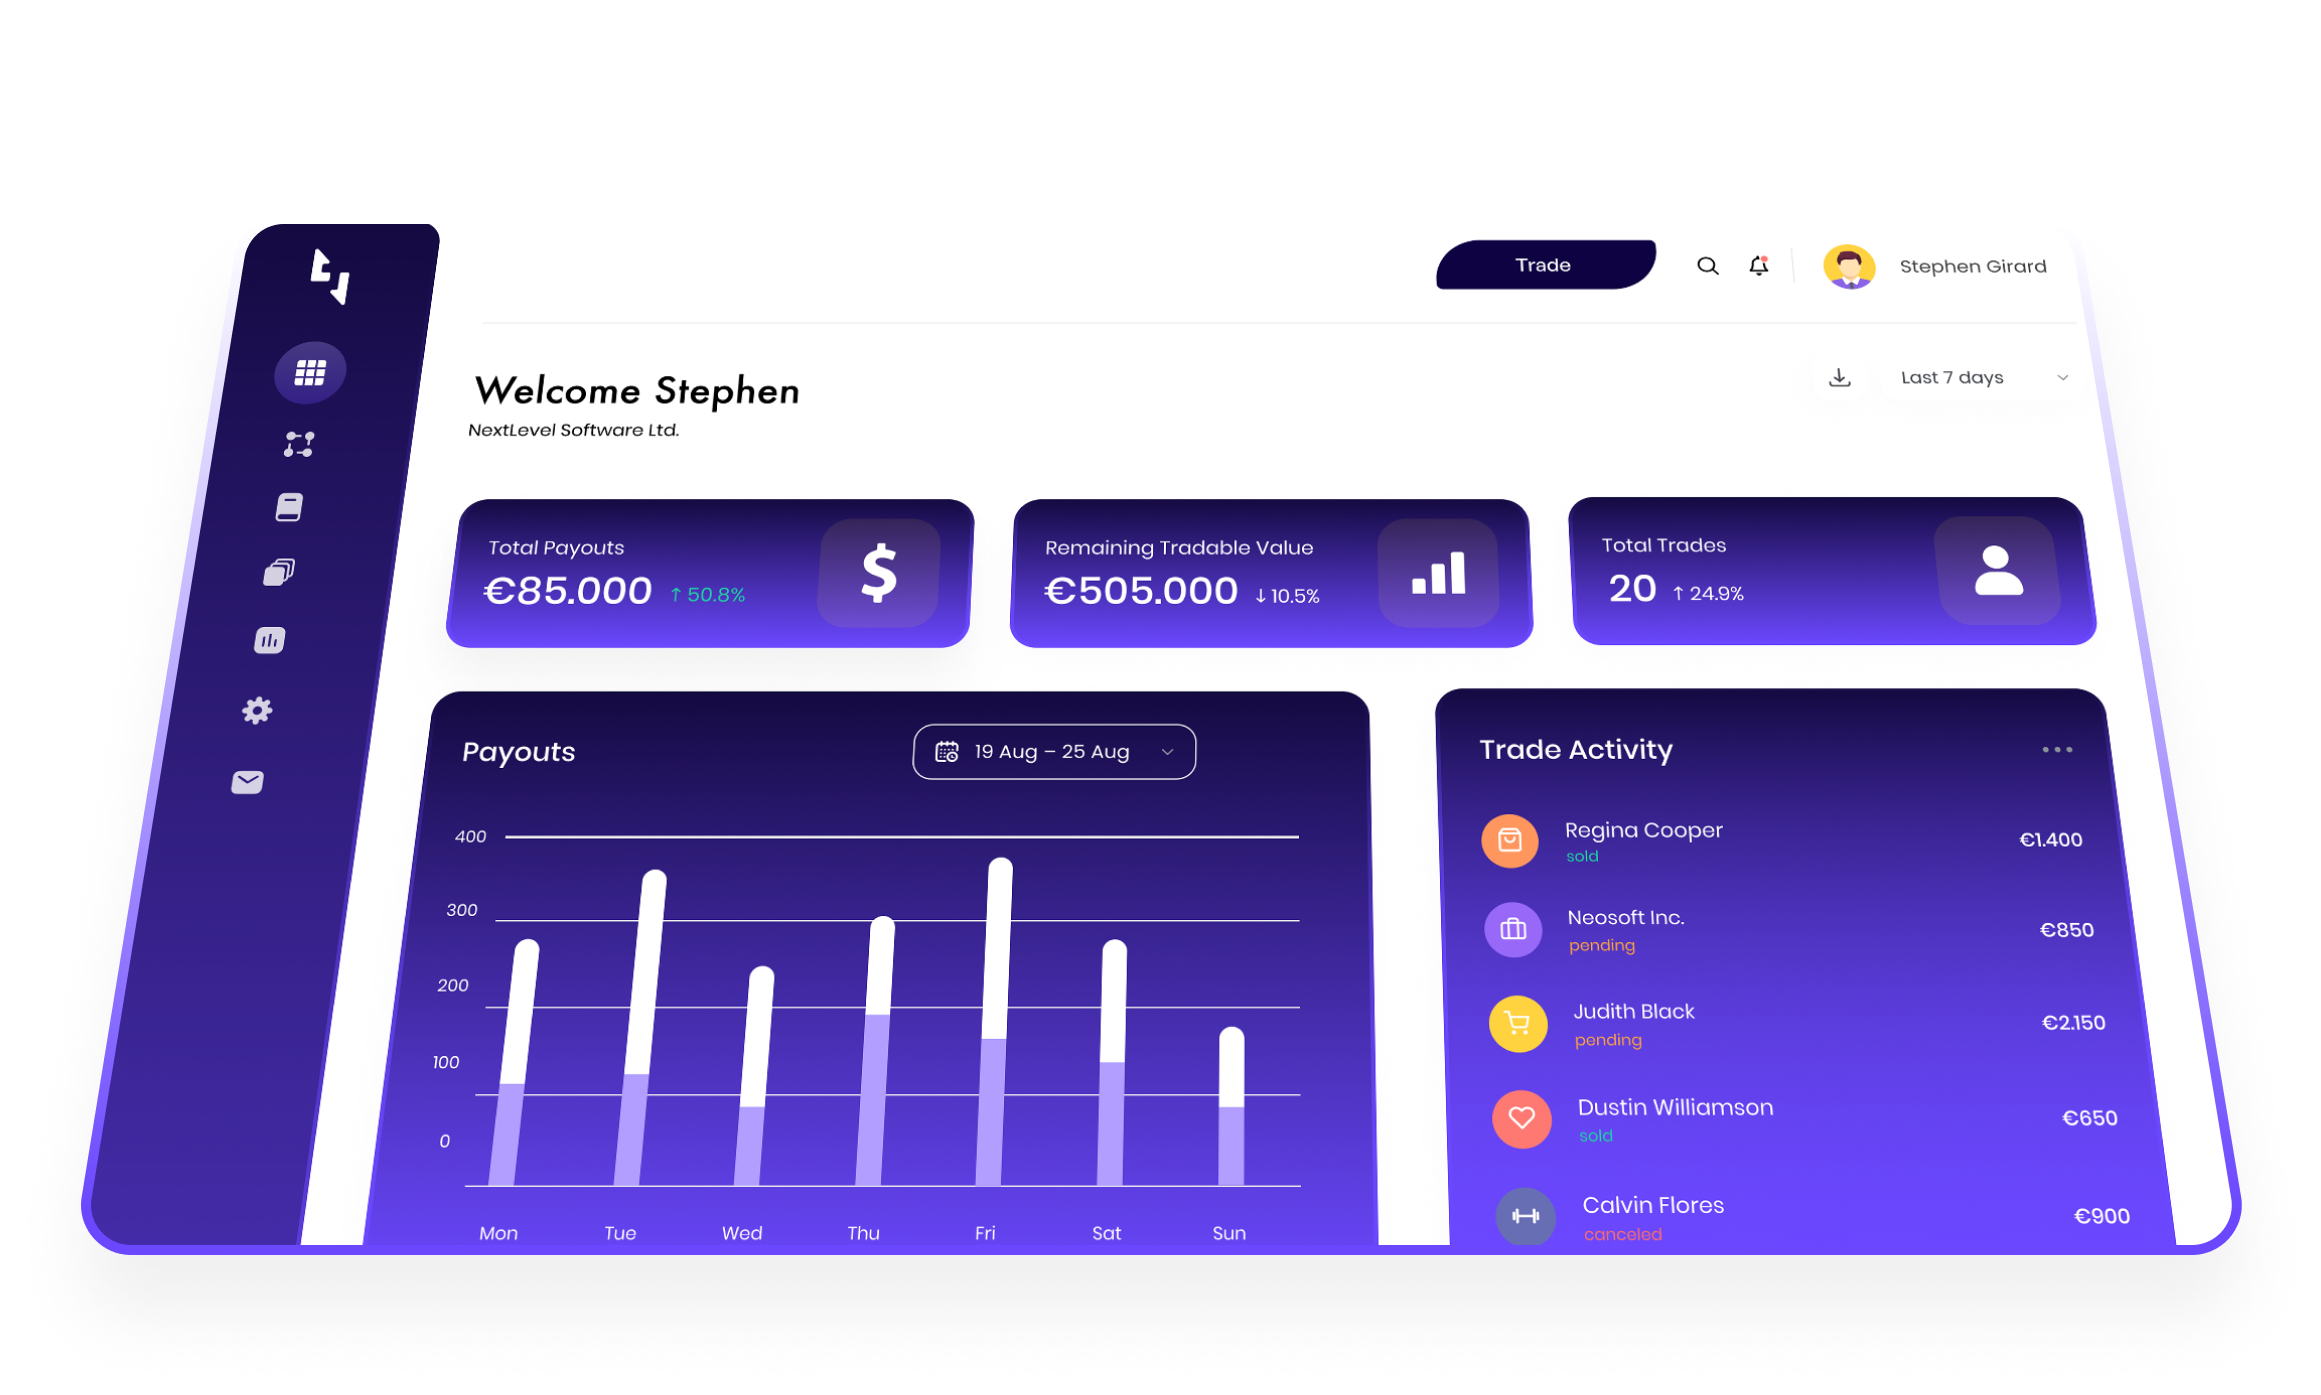 Trade
Stephen Girard
Welcome Stephen
NextLevel Software Ltd.
Last 7 days
Total Payouts
€85.000 ↑ 50.8%
$
Remaining Tradable Value
€505.000 ↓ 10.5%
Total Trades
20 ↑ 24.9%
Payouts
19 Aug – 25 Aug
400
300
200
100
0
Mon Tue Wed Thu Fri Sat Sun
Trade Activity
Regina Cooper
sold
€1.400
Neosoft Inc.
pending
€850
Judith Black
pending
€2.150
Dustin Williamson
sold
€650
Calvin Flores
canceled
€900